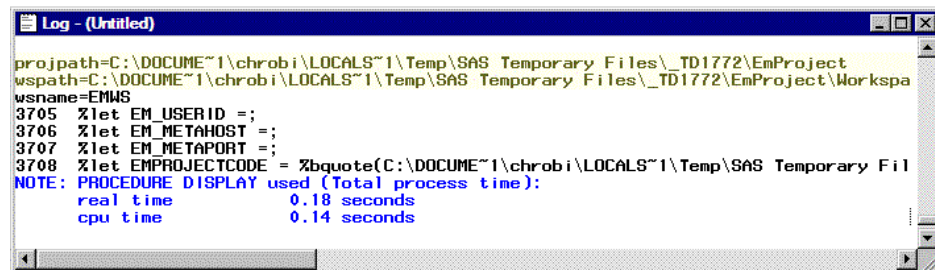 Log - (Untitled)
projpath=C:\DOCUME~1\chrobi\LOCALS~1\Temp\SAS Temporary Files\_TD1772\EmProject
wspath=C:\DOCUME~1\chrobi\LOCALS~1\Temp\SAS Temporary Files\_TD1772\EmProject\Workspa
wsname=EMWS
3705  %let EM_USERID =;
3706  %let EM_METAHOST =;
3707  %let EM_METAPORT =;
3708  %let EMPROJECTCODE = %bquote(C:\DOCUME~1\chrobi\LOCALS~1\Temp\SAS Temporary Fil
NOTE: PROCEDURE DISPLAY used (Total process time):
      real time           0.18 seconds
      cpu time            0.14 seconds